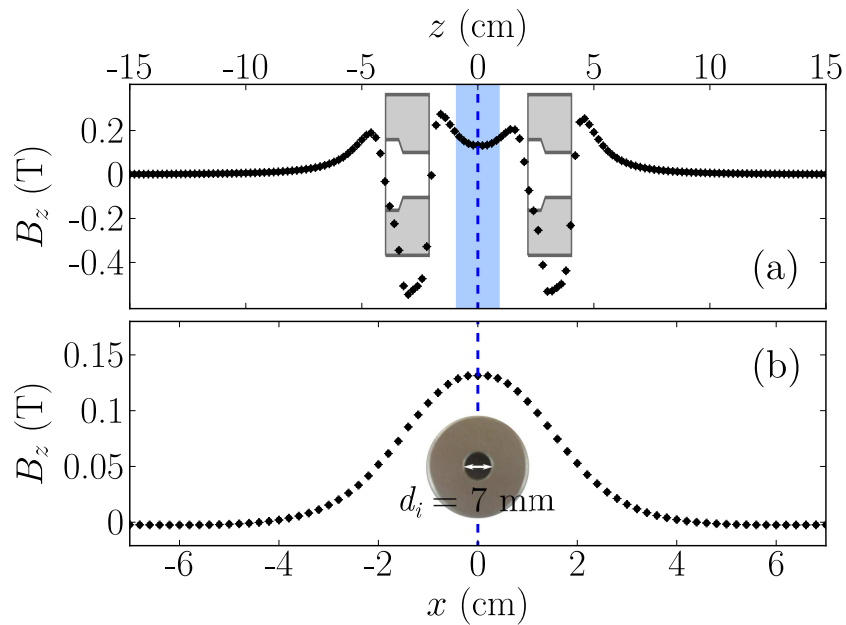 z (cm)
-15 -10 -5 0 5 10 15
0.2
0
-0.2
-0.4
B_z (T)
(a)
0.15
0.1
0.05
0
B_z (T)
(b)
d_i = 7 mm
-6 -4 -2 0 2 4 6
x (cm)